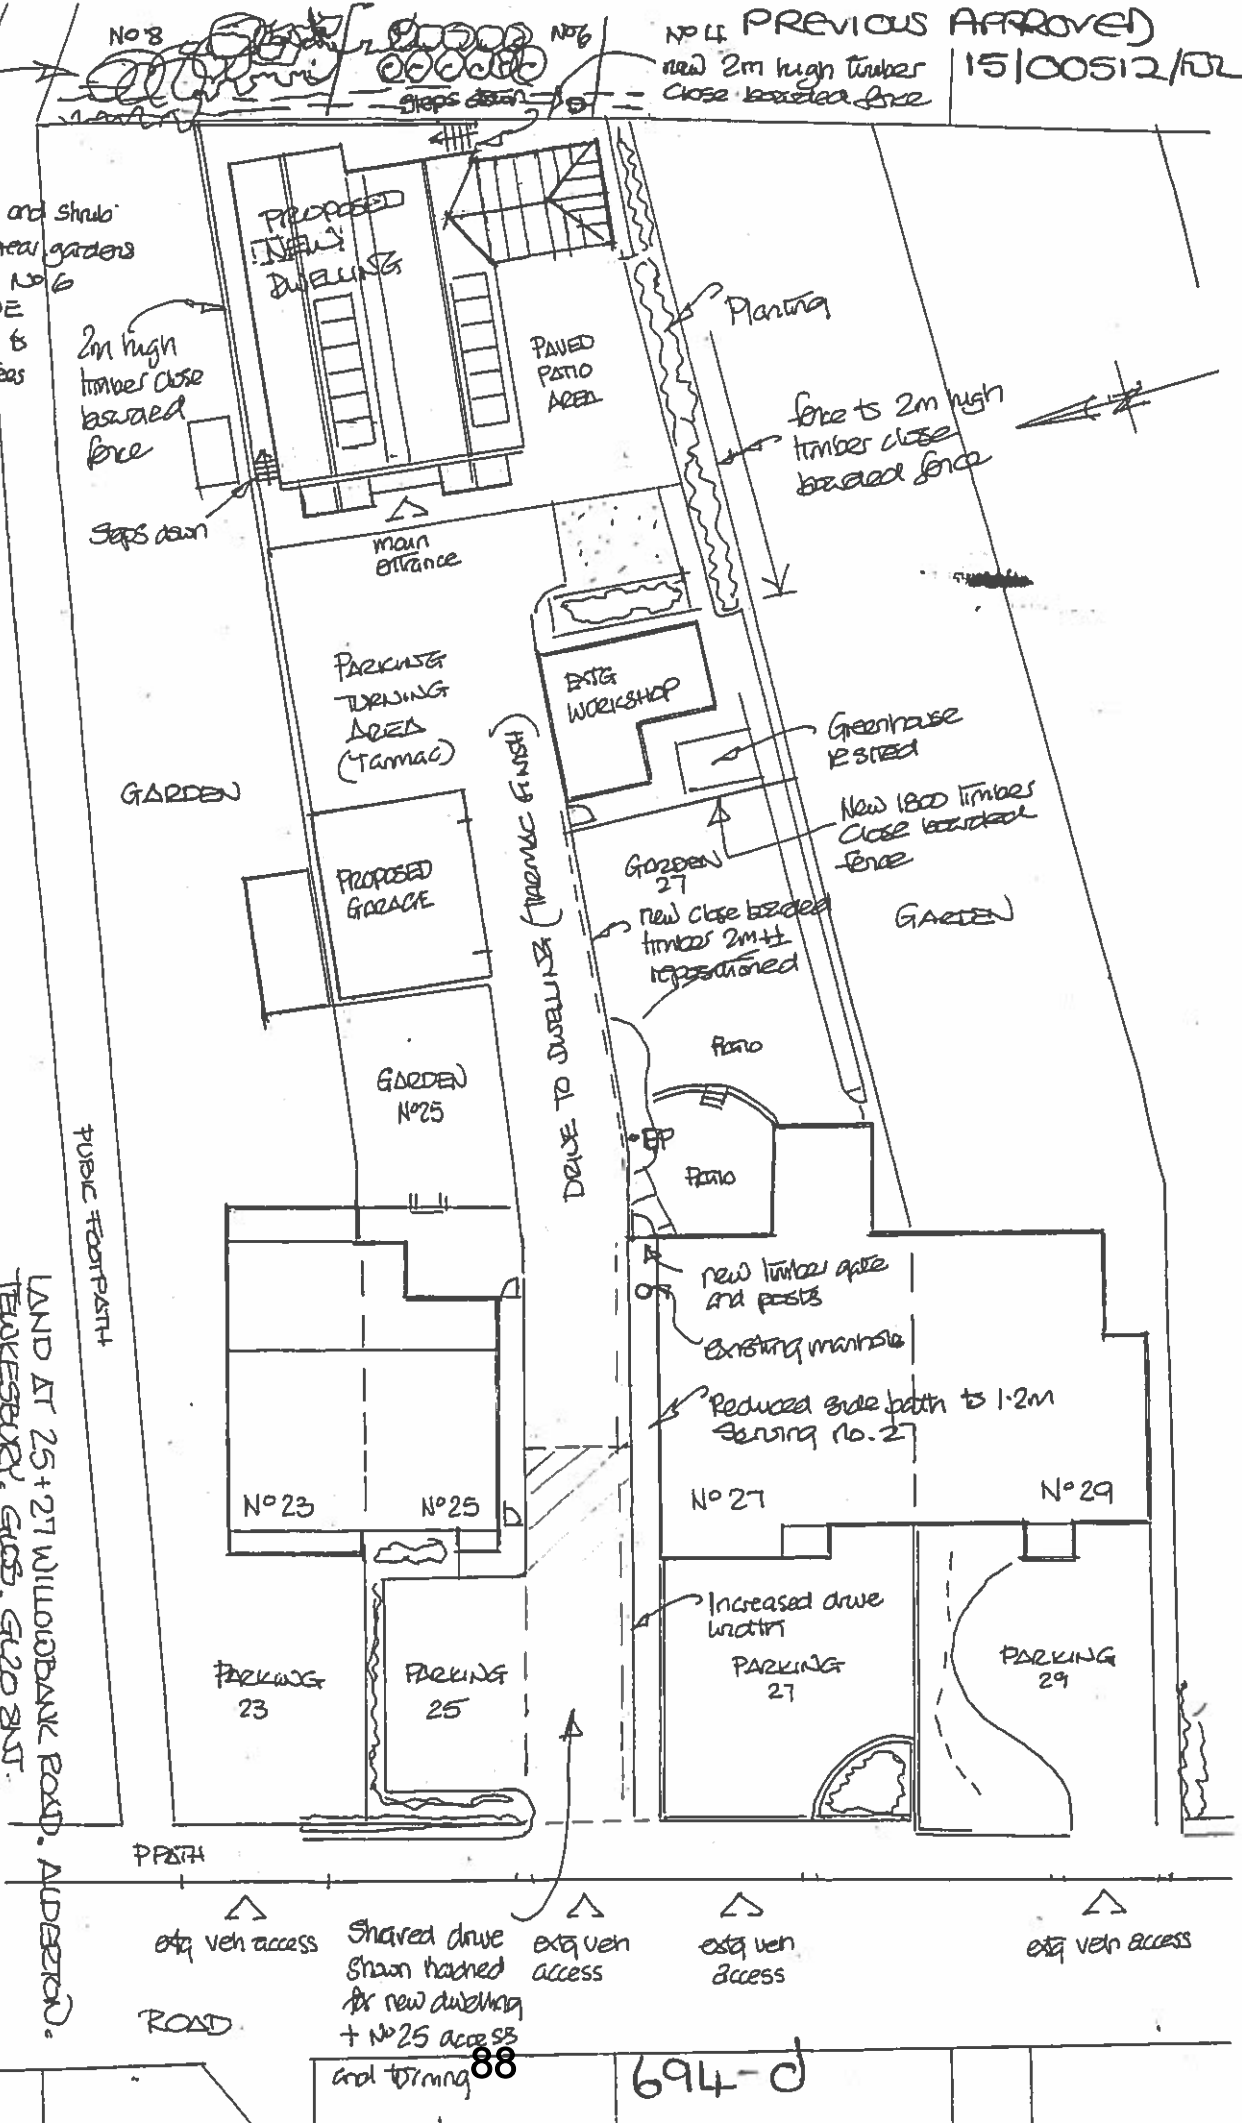 No 8
No 6
No 4
PREVIOUS APPROVED
15/00512/FUL
new 2m high timber
close boarded fence
steps down
and shrub
rear gardens
No 6
PROPOSED
NEW
DWELLING
2m high
timber close
boarded
fence
Steps down
PAVED
PATIO
AREA
Planting
fence to 2m high
timber close
boarded fence
main
entrance
PARKING
TURNING
AREA
(Tarmac)
EXTG
WORKSHOP
Greenhouse
resited
New 1800 timber
close boarded
fence
GARDEN
PROPOSED
GARAGE
DRIVE TO DWELLING (TARMAC FINISH)
GARDEN
27
new close boarded
timber 2m Ht
repositioned
GARDEN
Patio
GARDEN
No 25
EP
Patio
PUBIC FOOTPATH
new timber gate
and posts
existing manhole
Reduced side path to 1.2m
Serving no. 27
No 23
No 25
No 27
No 29
Increased drive
width
PARKING
23
PARKING
25
PARKING
27
PARKING
29
LAND AT 25+27 WILLOWBANK ROAD. ALDERTON.
TEWKESBURY. GLOS. GL20 8NT.
PPATH
extg veh access
Shared drive
shown hatched
for new dwelling
+ No 25 access
and turning
extg veh
access
extg veh
access
extg veh access
ROAD
88
694-d